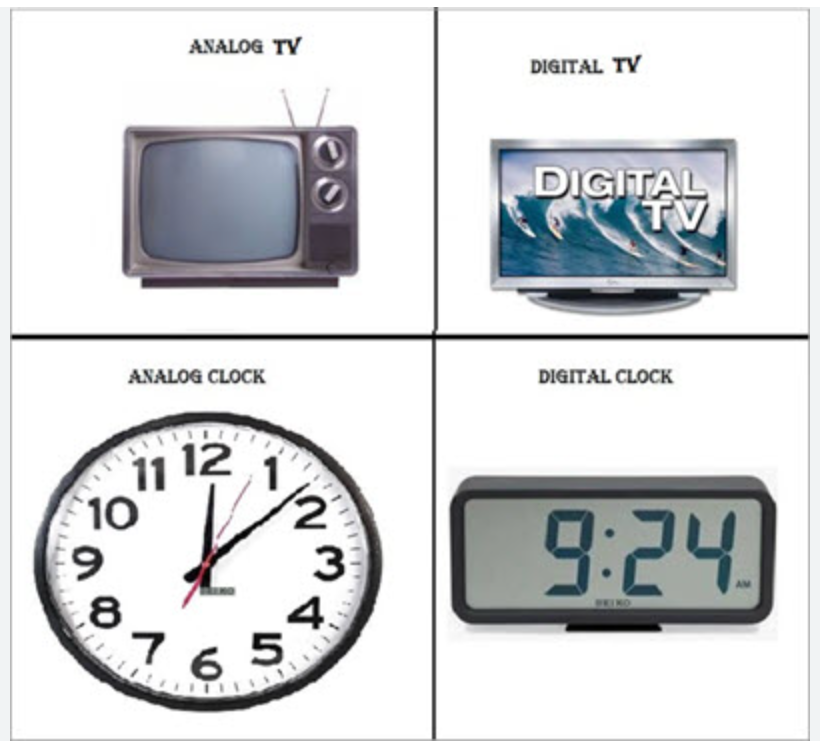 ANALOG TV
DIGITAL TV
DIGITAL
TV
ANALOG CLOCK
DIGITAL CLOCK
12
1
2
3
4
5
6
7
8
9
10
11
SEIKO
9:24
AM
SEIKO